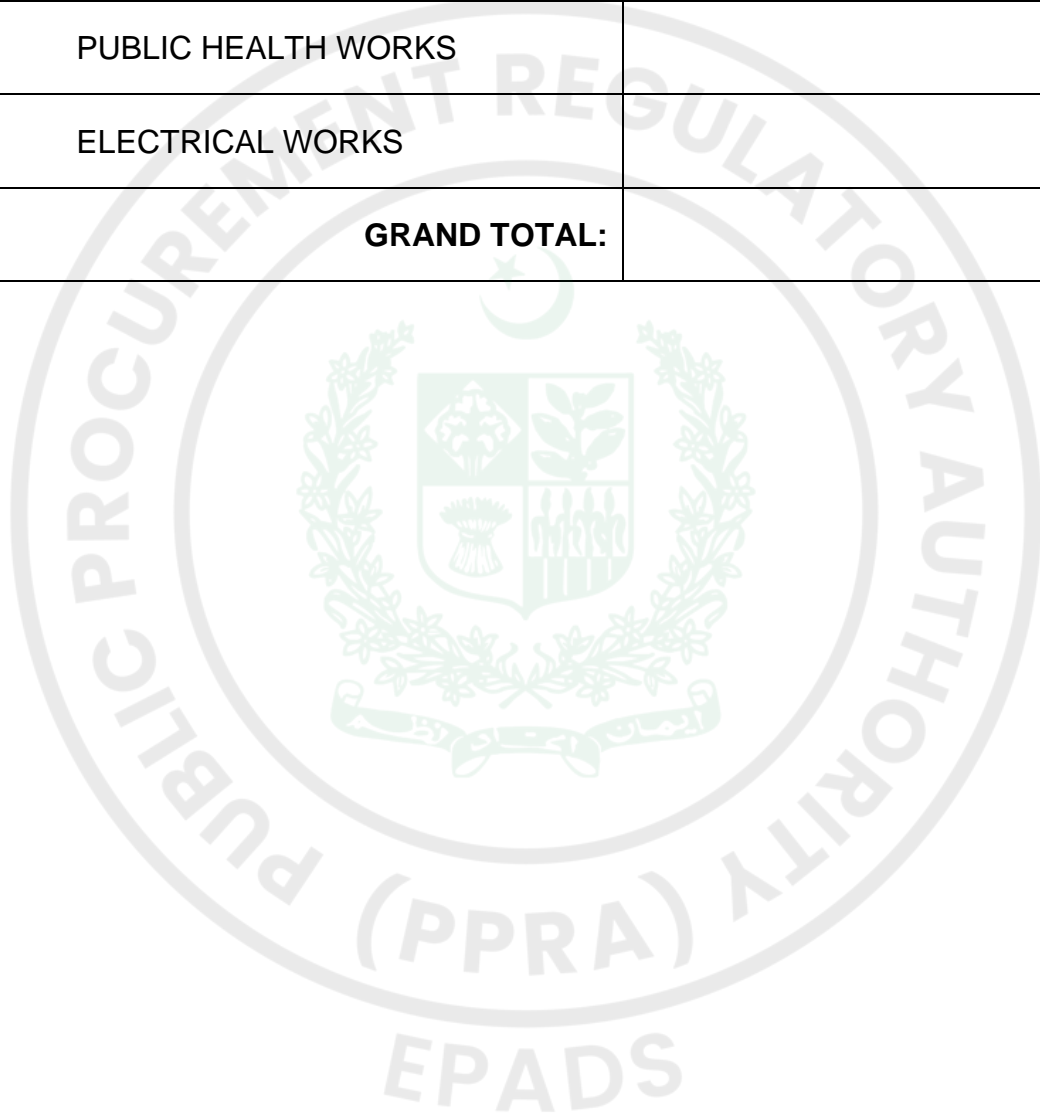 PUBLIC HEALTH WORKS
ELECTRICAL WORKS
GRAND TOTAL:
PUBLIC PROCUREMENT REGULATORY AUTHORITY
(PPRA)
EPADS